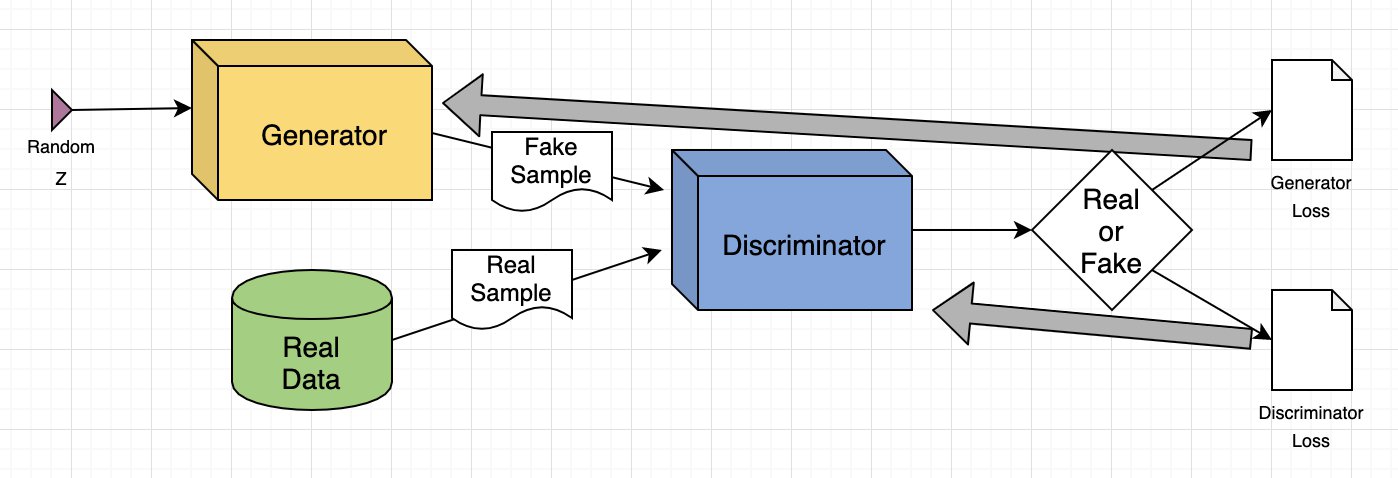 Random
Z
Generator
Fake
Sample
Real
Sample
Real
Data
Discriminator
Real
or
Fake
Generator
Loss
Discriminator
Loss